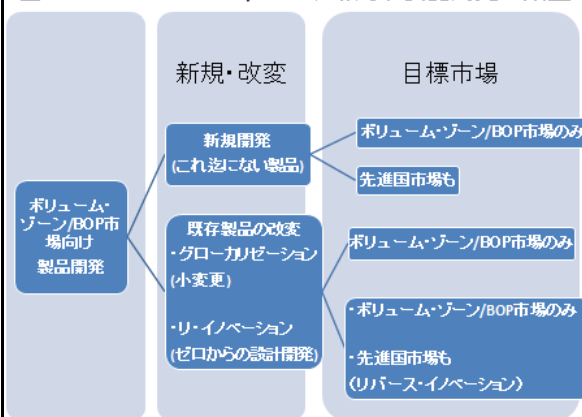 新規・改変
目標市場
ボリューム・
ゾーン/BOP市
場向け
製品開発
新規開発
(これ迄にない製品)
ボリューム・ゾーン/BOP市場のみ
先進国市場も
既存製品の改変
・グローカリゼーション
(小変更)
・リ・イノベーション
(ゼロからの設計開発)
ボリューム・ゾーン/BOP市場のみ
・ボリューム・ゾーン/BOP市場のみ
・先進国市場も
(リバース・イノベーション)